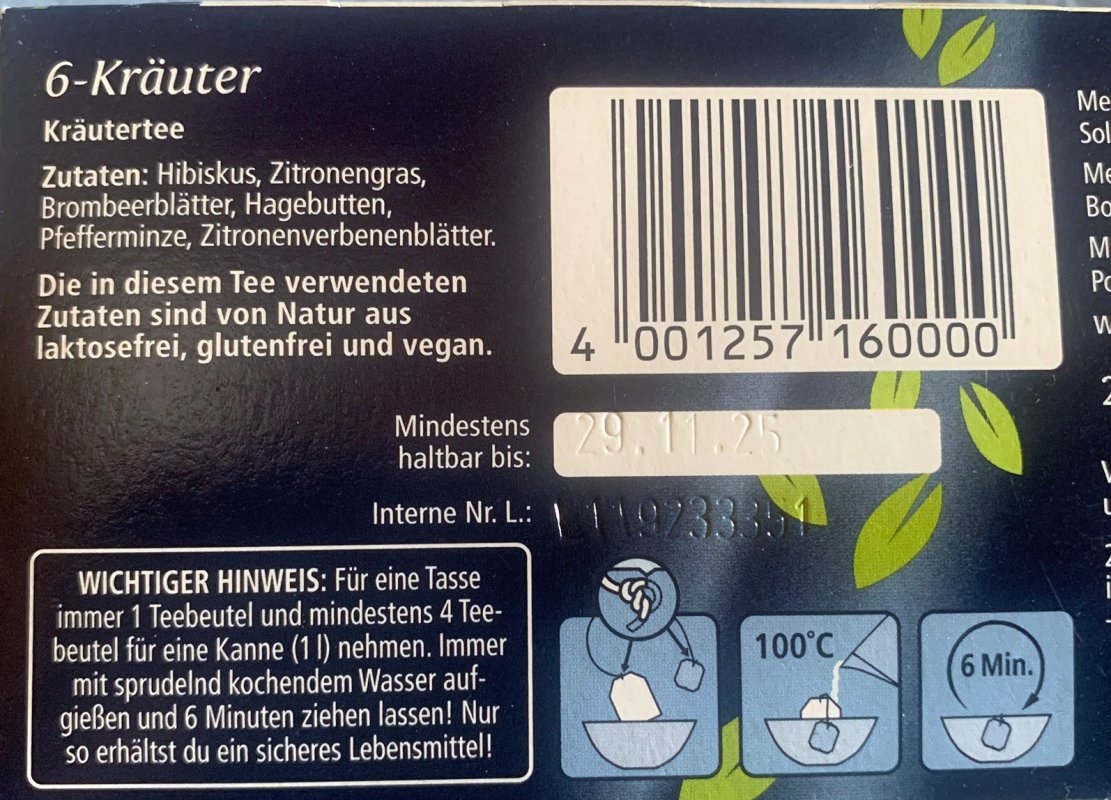 6-Kräuter
Kräutertee
Zutaten: Hibiskus, Zitronengras,
Brombeerblätter, Hagebutten,
Pfefferminze, Zitronenverbenenblätter.
Die in diesem Tee verwendeten
Zutaten sind von Natur aus
laktosefrei, glutenfrei und vegan.
4 001257 160000
Mindestens
haltbar bis:
29.11.25
Interne Nr. L.:
WICHTIGER HINWEIS: Für eine Tasse
immer 1 Teebeutel und mindestens 4 Tee-
beutel für eine Kanne (1 l) nehmen. Immer
mit sprudelnd kochendem Wasser auf-
gießen und 6 Minuten ziehen lassen! Nur
so erhältst du ein sicheres Lebensmittel!
100°C
6 Min.